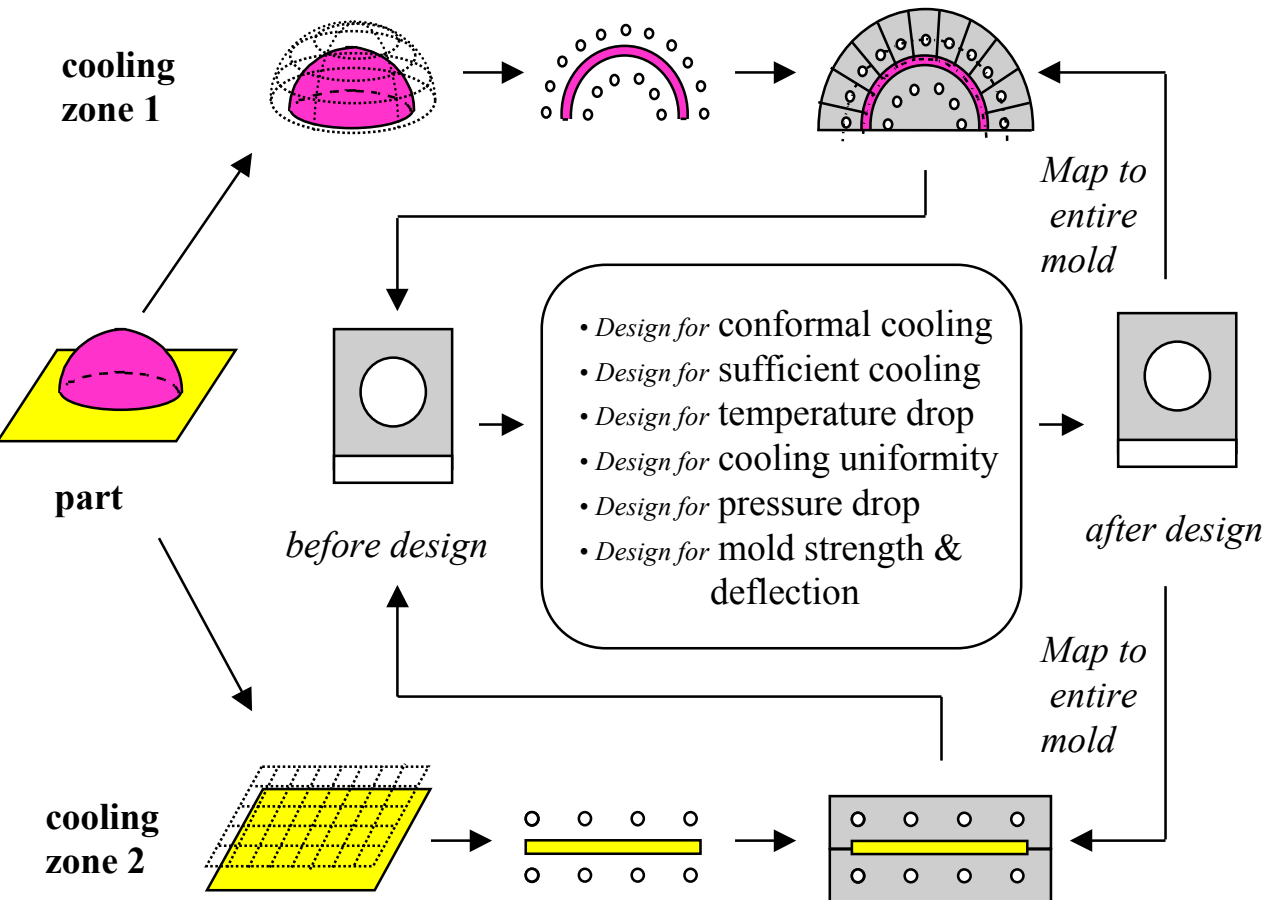 cooling
zone 1
Map to
entire
mold
• Design for conformal cooling
• Design for sufficient cooling
• Design for temperature drop
• Design for cooling uniformity
• Design for pressure drop
• Design for mold strength &
deflection
part
before design
after design
Map to
entire
mold
cooling
zone 2